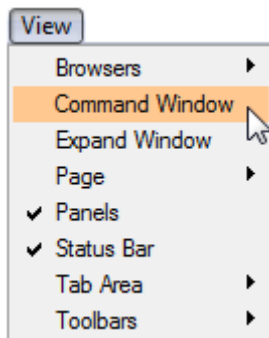 View
Browsers
Command Window
Expand Window
Page
Panels
Status Bar
Tab Area
Toolbars